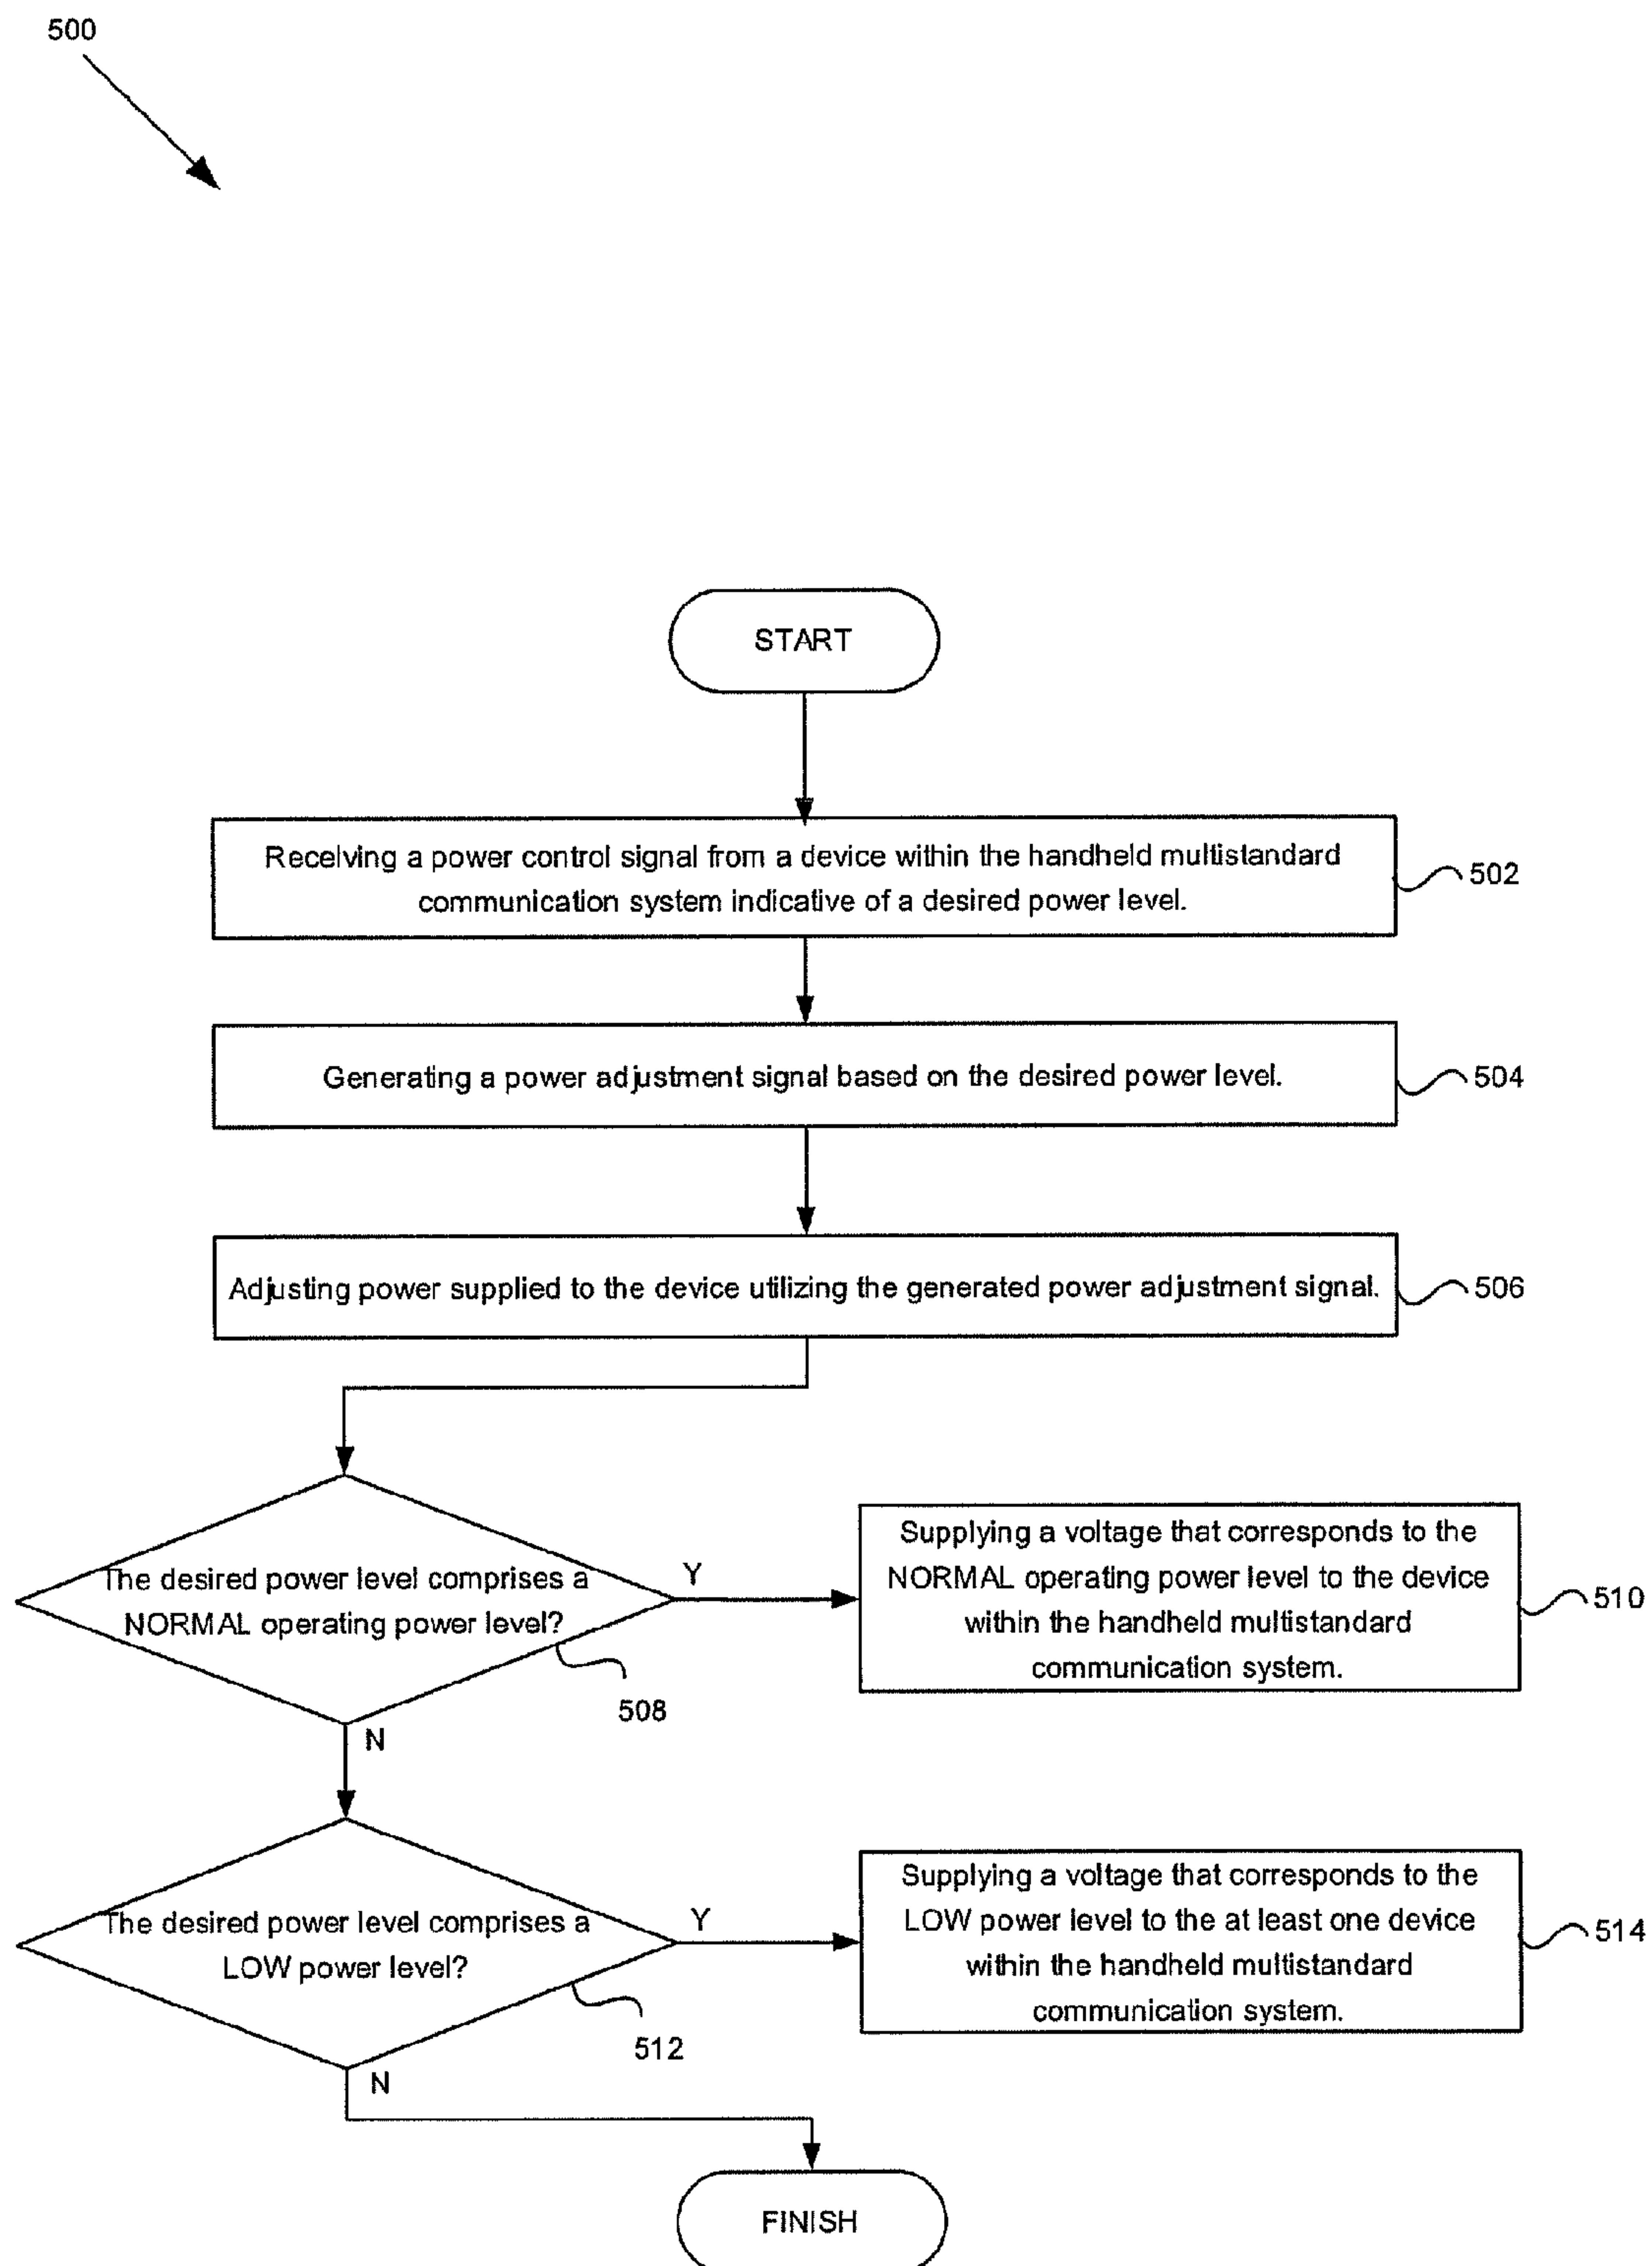 500
START
Receiving a power control signal from a device within the handheld multistandard
communication system indicative of a desired power level.
502
Generating a power adjustment signal based on the desired power level.
504
Adjusting power supplied to the device utilizing the generated power adjustment signal.
506
The desired power level comprises a
NORMAL operating power level?
508
Y
N
Supplying a voltage that corresponds to the
NORMAL operating power level to the device
within the handheld multistandard
communication system.
510
The desired power level comprises a
LOW power level?
512
Y
N
Supplying a voltage that corresponds to the
LOW power level to the at least one device
within the handheld multistandard
communication system.
514
FINISH